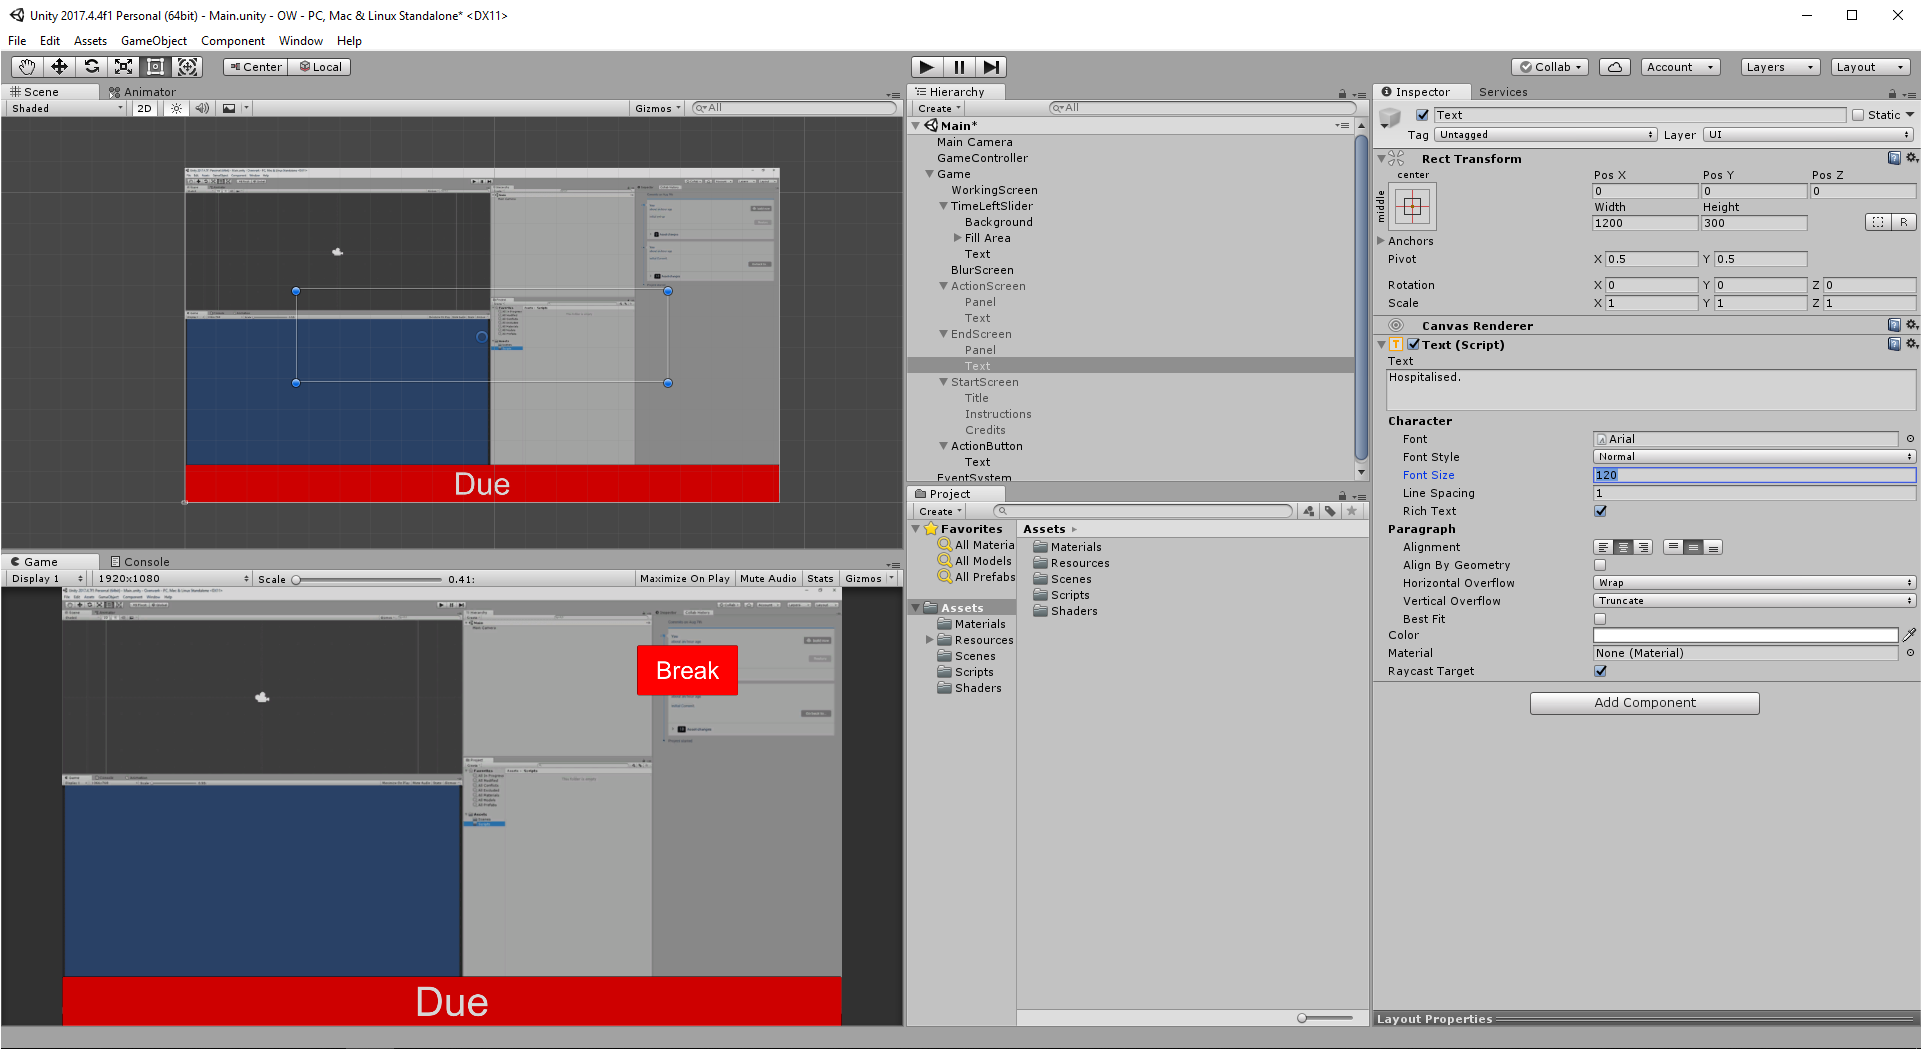 Unity 2017.4.4f1 Personal (64bit) - Main.unity - OW - PC, Mac & Linux Standalone* <DX11>
File Edit Assets GameObject Component Window Help
Center Local
Collab Account Layers Layout
Scene Animator
Shaded 2D Gizmos All
Due
Game Console
Display 1 1920x1080 Scale 0.41: Maximize On Play Mute Audio Stats Gizmos
Break
Due
Hierarchy
Create All
Main*
Main Camera
GameController
Game
WorkingScreen
TimeLeftSlider
Background
Fill Area
Text
BlurScreen
ActionScreen
Panel
Text
EndScreen
Panel
Text
StartScreen
Title
Instructions
Credits
ActionButton
Text
EventSystem
Project
Create
Favorites
All Materia
All Models
All Prefabs
Assets
Materials
Resources
Scenes
Scripts
Shaders
Assets
Materials
Resources
Scenes
Scripts
Shaders
Inspector Services
Text Static
Tag Untagged Layer UI
Rect Transform
center
middle
Pos X Pos Y Pos Z
0 0 0
Width Height
1200 300
R
Anchors
Pivot X 0.5 Y 0.5
Rotation X 0 Y 0 Z 0
Scale X 1 Y 1 Z 1
Canvas Renderer
Text (Script)
Text
Hospitalised.
Character
Font Arial
Font Style Normal
Font Size 120
Line Spacing 1
Rich Text
Paragraph
Alignment
Align By Geometry
Horizontal Overflow Wrap
Vertical Overflow Truncate
Best Fit
Color
Material None (Material)
Raycast Target
Add Component
Layout Properties